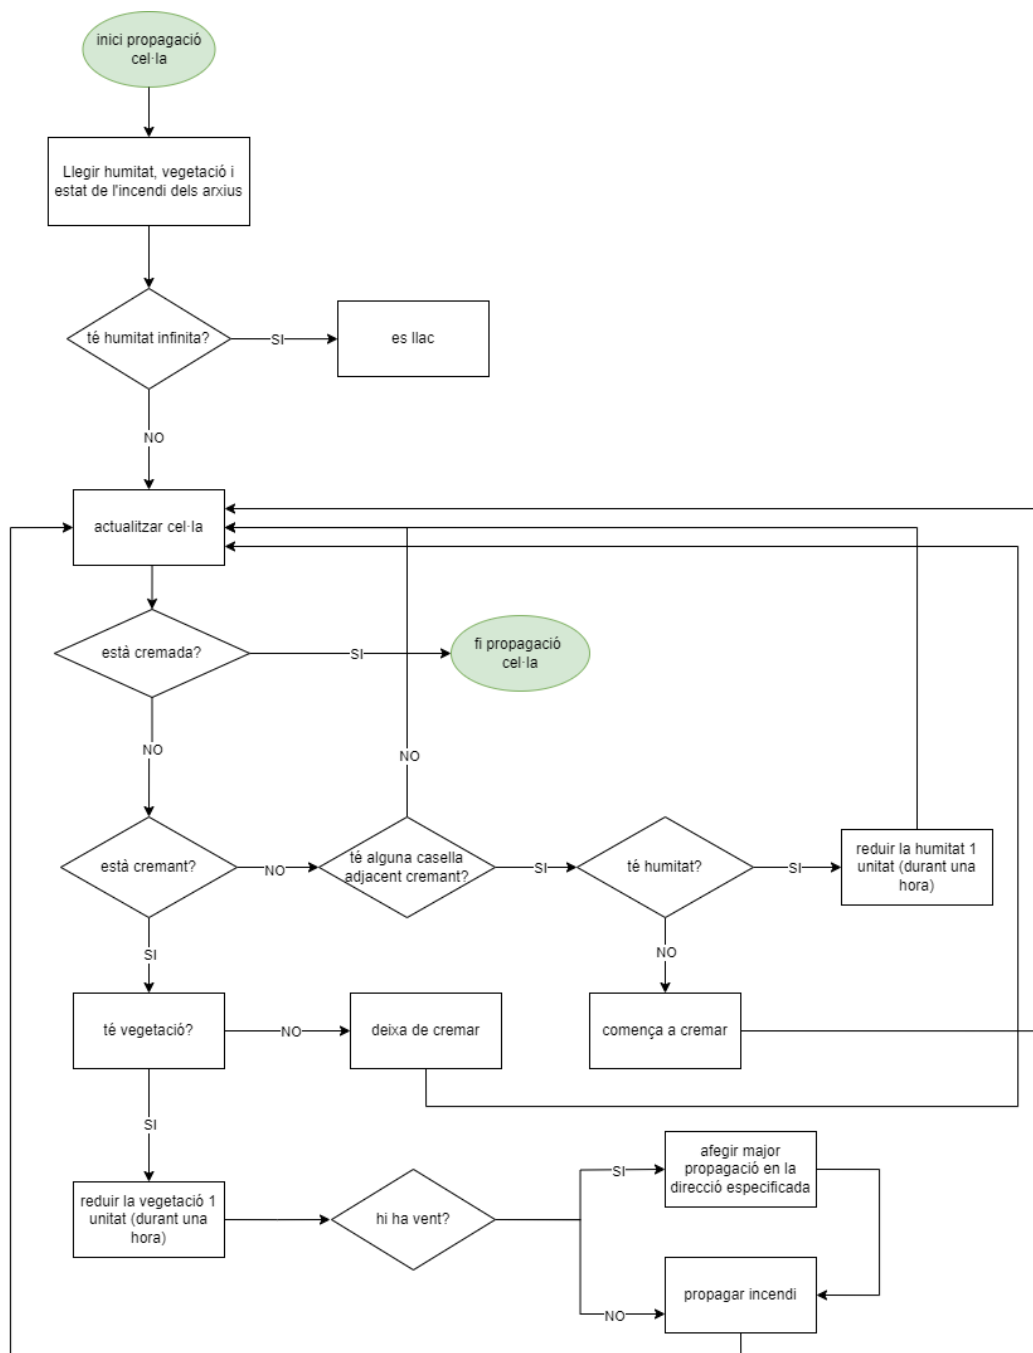 inici propagació
cel·la
Llegir humitat, vegetació i
estat de l'incendi dels arxius
té humitat infinita?
SI
es llac
NO
actualitzar cel·la
està cremada?
SI
fi propagació
cel·la
NO
NO
està cremant?
NO
té alguna casella
adjacent cremant?
SI
té humitat?
SI
reduir la humitat 1
unitat (durant una
hora)
SI
NO
té vegetació?
NO
deixa de cremar
comença a cremar
SI
reduir la vegetació 1
unitat (durant una
hora)
hi ha vent?
SI
afegir major
propagació en la
direcció especificada
NO
propagar incendi